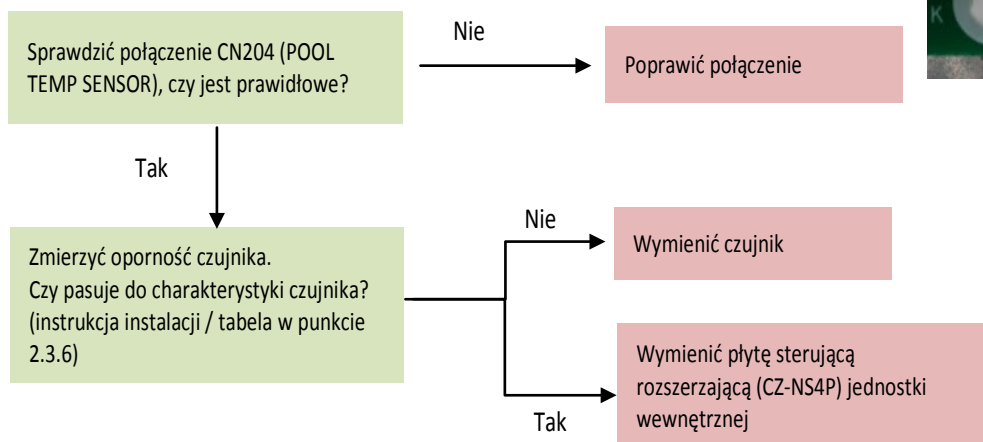 Sprawdzić połączenie CN204 (POOL
TEMP SENSOR), czy jest prawidłowe?
Nie
Poprawić połączenie
K
Tak
Zmierzyć oporność czujnika.
Czy pasuje do charakterystyki czujnika?
(instrukcja instalacji / tabela w punkcie
2.3.6)
Nie
Wymienić czujnik
Wymienić płytę sterującą
rozszerzającą (CZ-NS4P) jednostki
wewnętrznej
Tak